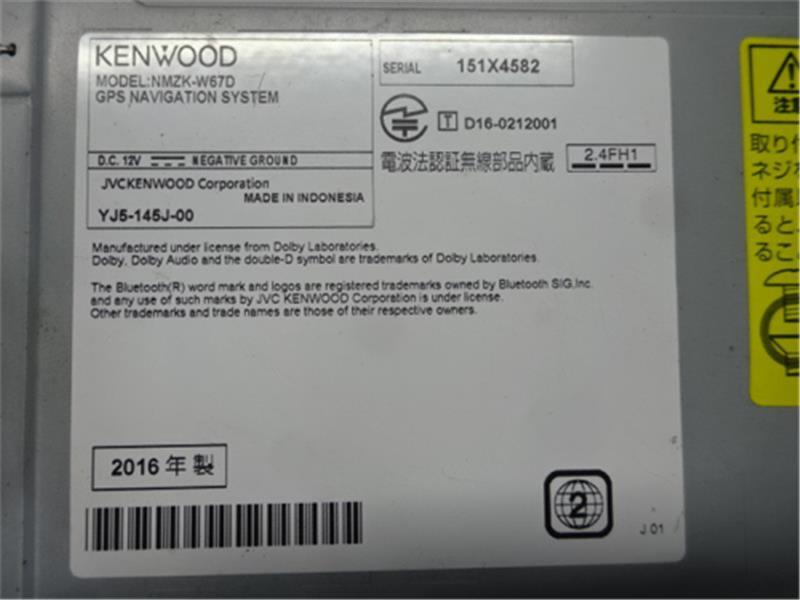 KENWOOD
MODEL:NMZK-W67D
GPS NAVIGATION SYSTEM
D.C. 12V NEGATIVE GROUND
JVCKENWOOD Corporation
MADE IN INDONESIA
YJ5-145J-00
SERIAL 151X4582
T D16-0212001
電波法認証無線部品内蔵 2.4FH1
Manufactured under license from Dolby Laboratories.
Dolby, Dolby Audio and the double-D symbol are trademarks of Dolby Laboratories.
The Bluetooth(R) word mark and logos are registered trademarks owned by Bluetooth SIG,Inc.
and any use of such marks by JVC KENWOOD Corporation is under license.
Other trademarks and trade names are those of their respective owners.
2016 年 製
2
J 01
注
取り付
ネジを
付属
ると
るこ